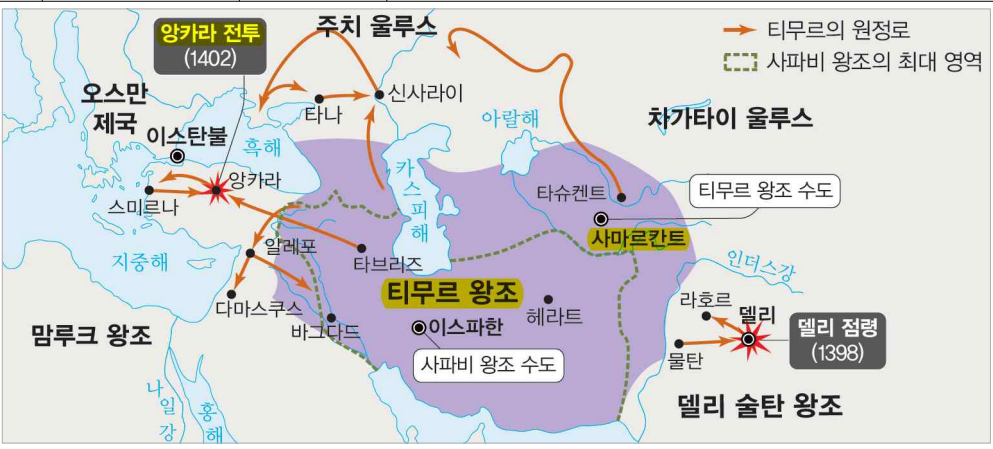 앙카라 전투
(1402)
주치 울루스
티무르의 원정로
사파비 왕조의 최대 영역
오스만
제국
이스탄불
흑해
타나
신사라이
아랄해
차가타이 울루스
앙카라
스미르나
카
스
피
해
타슈켄트
티무르 왕조 수도
사마르칸트
지중해
알레포
타브리즈
인더스강
다마스쿠스
티무르 왕조
헤라트
라호르
델리
델리 점령
(1398)
맘루크 왕조
바그다드
이스파한
사파비 왕조 수도
물탄
나
일
강
홍
해
델리 술탄 왕조